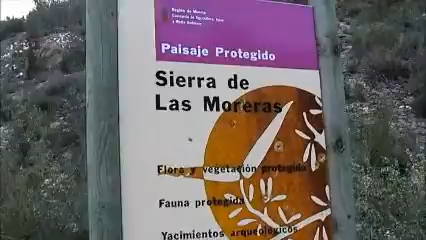 Región de Murcia
Consejería de Agricultura, Agua
y Medio Ambiente
Paisaje Protegido
Sierra de
Las Moreras
Flora y vegetación protegida
Fauna protegida
Yacimientos arqueológicos